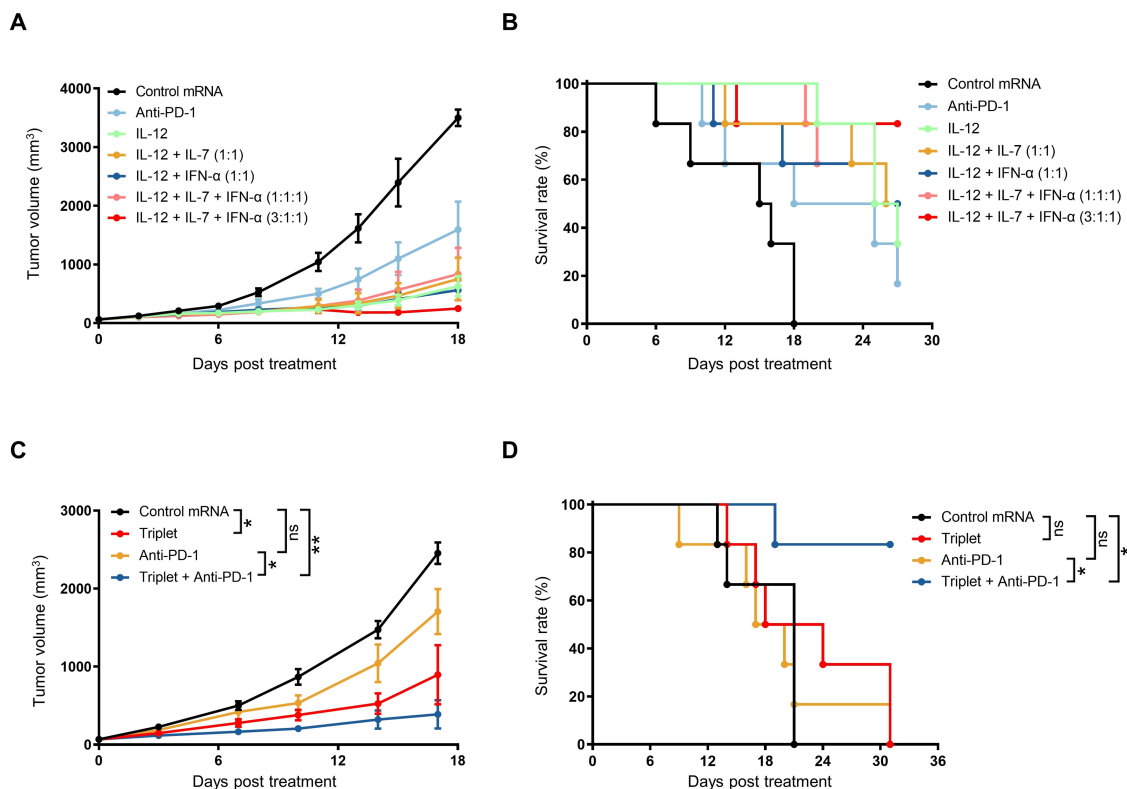 A
Tumor volume (mm³)
4000
3000
2000
1000
0
0 6 12 18
Days post treatment
Control mRNA
Anti-PD-1
IL-12
IL-12 + IL-7 (1:1)
IL-12 + IFN-α (1:1)
IL-12 + IL-7 + IFN-α (1:1:1)
IL-12 + IL-7 + IFN-α (3:1:1)
B
Survival rate (%)
100
80
60
40
20
0
0 6 12 18 24 30
Days post treatment
Control mRNA
Anti-PD-1
IL-12
IL-12 + IL-7 (1:1)
IL-12 + IFN-α (1:1)
IL-12 + IL-7 + IFN-α (1:1:1)
IL-12 + IL-7 + IFN-α (3:1:1)
C
Tumor volume (mm³)
3000
2000
1000
0
0 6 12 18
Days post treatment
Control mRNA
Triplet
Anti-PD-1
Triplet + Anti-PD-1
*
*
ns
**
D
Survival rate (%)
100
80
60
40
20
0
0 6 12 18 24 30 36
Days post treatment
Control mRNA
Triplet
Anti-PD-1
Triplet + Anti-PD-1
ns
*
ns
*